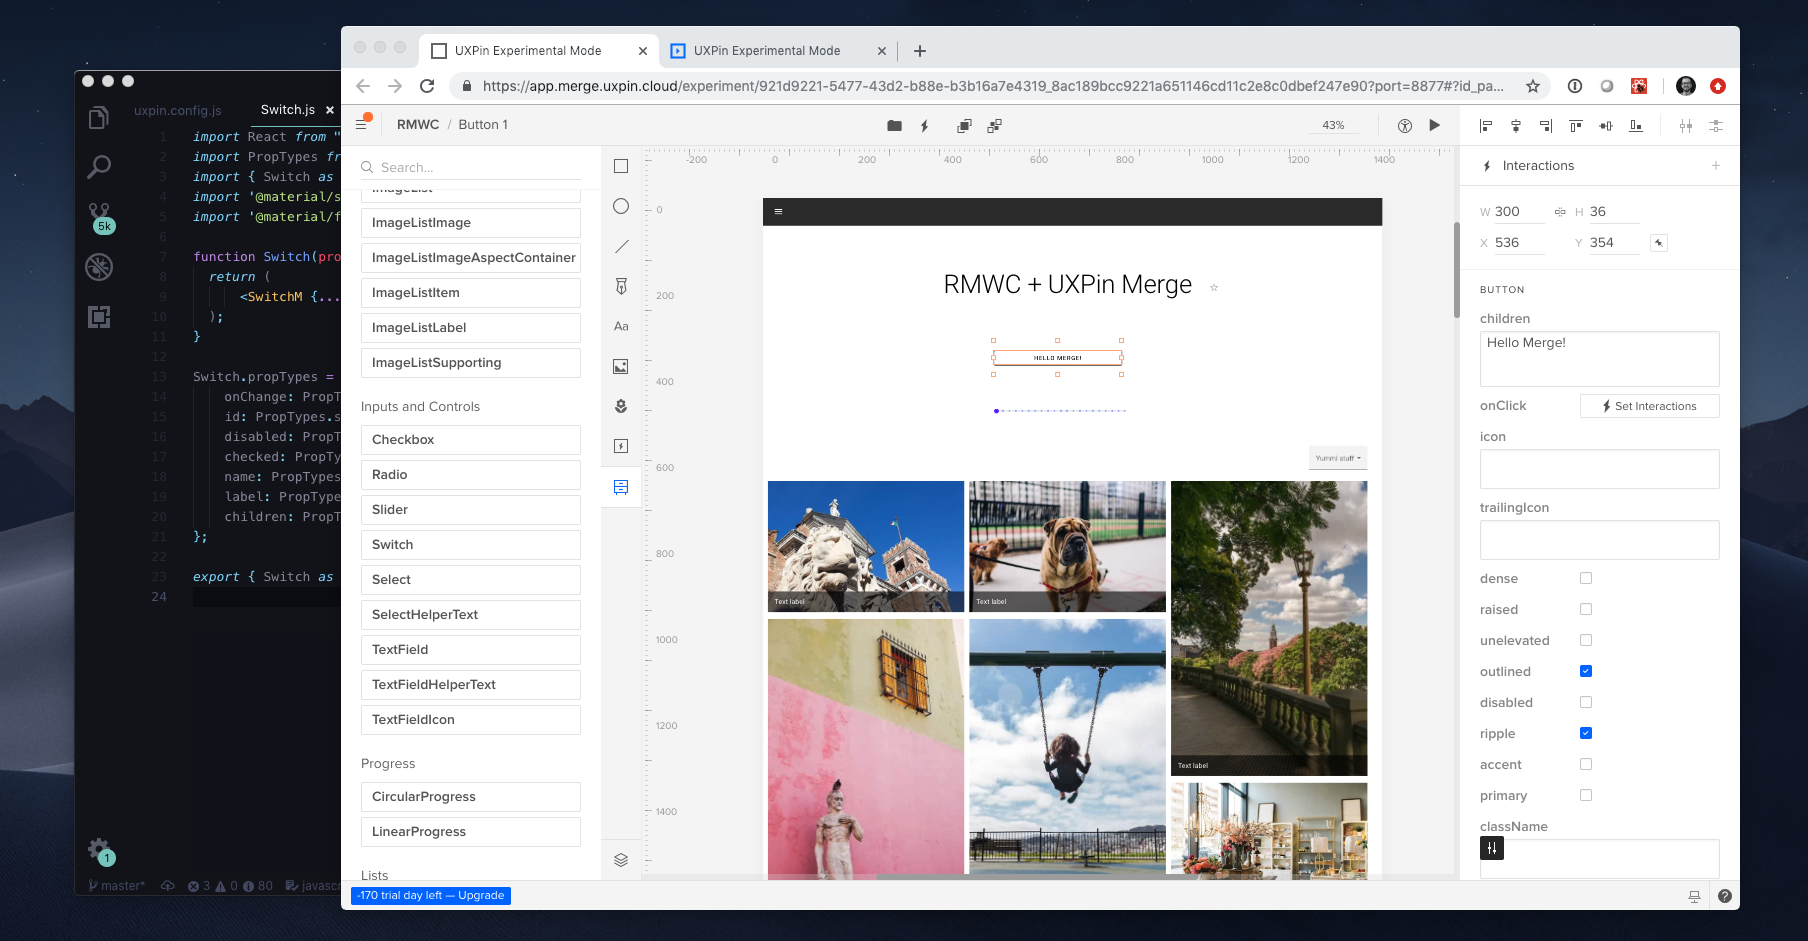 UXPin Experimental Mode
UXPin Experimental Mode
https://app.merge.uxpin.cloud/experiment/921d9221-5477-43d2-b88e-b3b16a7e4319_8ac189bcc9221a651146cd11c2e8c0dbef247e90?port=8877#?id_pa...
uxpin.config.js
Switch.js
1 import React from "
2 import PropTypes fr
3 import { Switch as
4 import '@material/s
5 import '@material/f
6
7 function Switch(pro
8 return (
9 <SwitchM {...
10 );
11 }
12
13 Switch.propTypes =
14 onChange: PropT
15 id: PropTypes.s
16 disabled: PropT
17 checked: PropTy
18 name: PropTypes
19 label: PropType
20 children: PropT
21 };
22
23 export { Switch as
24
5k
1
master*
3
0
80
javascr
RMWC / Button 1
43%
Search...
ImageList
ImageListImage
ImageListImageAspectContainer
ImageListItem
ImageListLabel
ImageListSupporting
Inputs and Controls
Checkbox
Radio
Slider
Switch
Select
SelectHelperText
TextField
TextFieldHelperText
TextFieldIcon
Progress
CircularProgress
LinearProgress
Lists
-170 trial day left — Upgrade
Aa
-200 0 200 400 600 800 1000 1200 1400
0
200
400
600
800
1000
1200
1400
RMWC + UXPin Merge
HELLO MERGE!
Yummi stuff
Text label
Text label
Text label
Interactions
W 300 H 36
X 536 Y 354
BUTTON
children
Hello Merge!
onClick
Set Interactions
icon
trailingIcon
dense
raised
unelevated
outlined
disabled
ripple
accent
primary
className